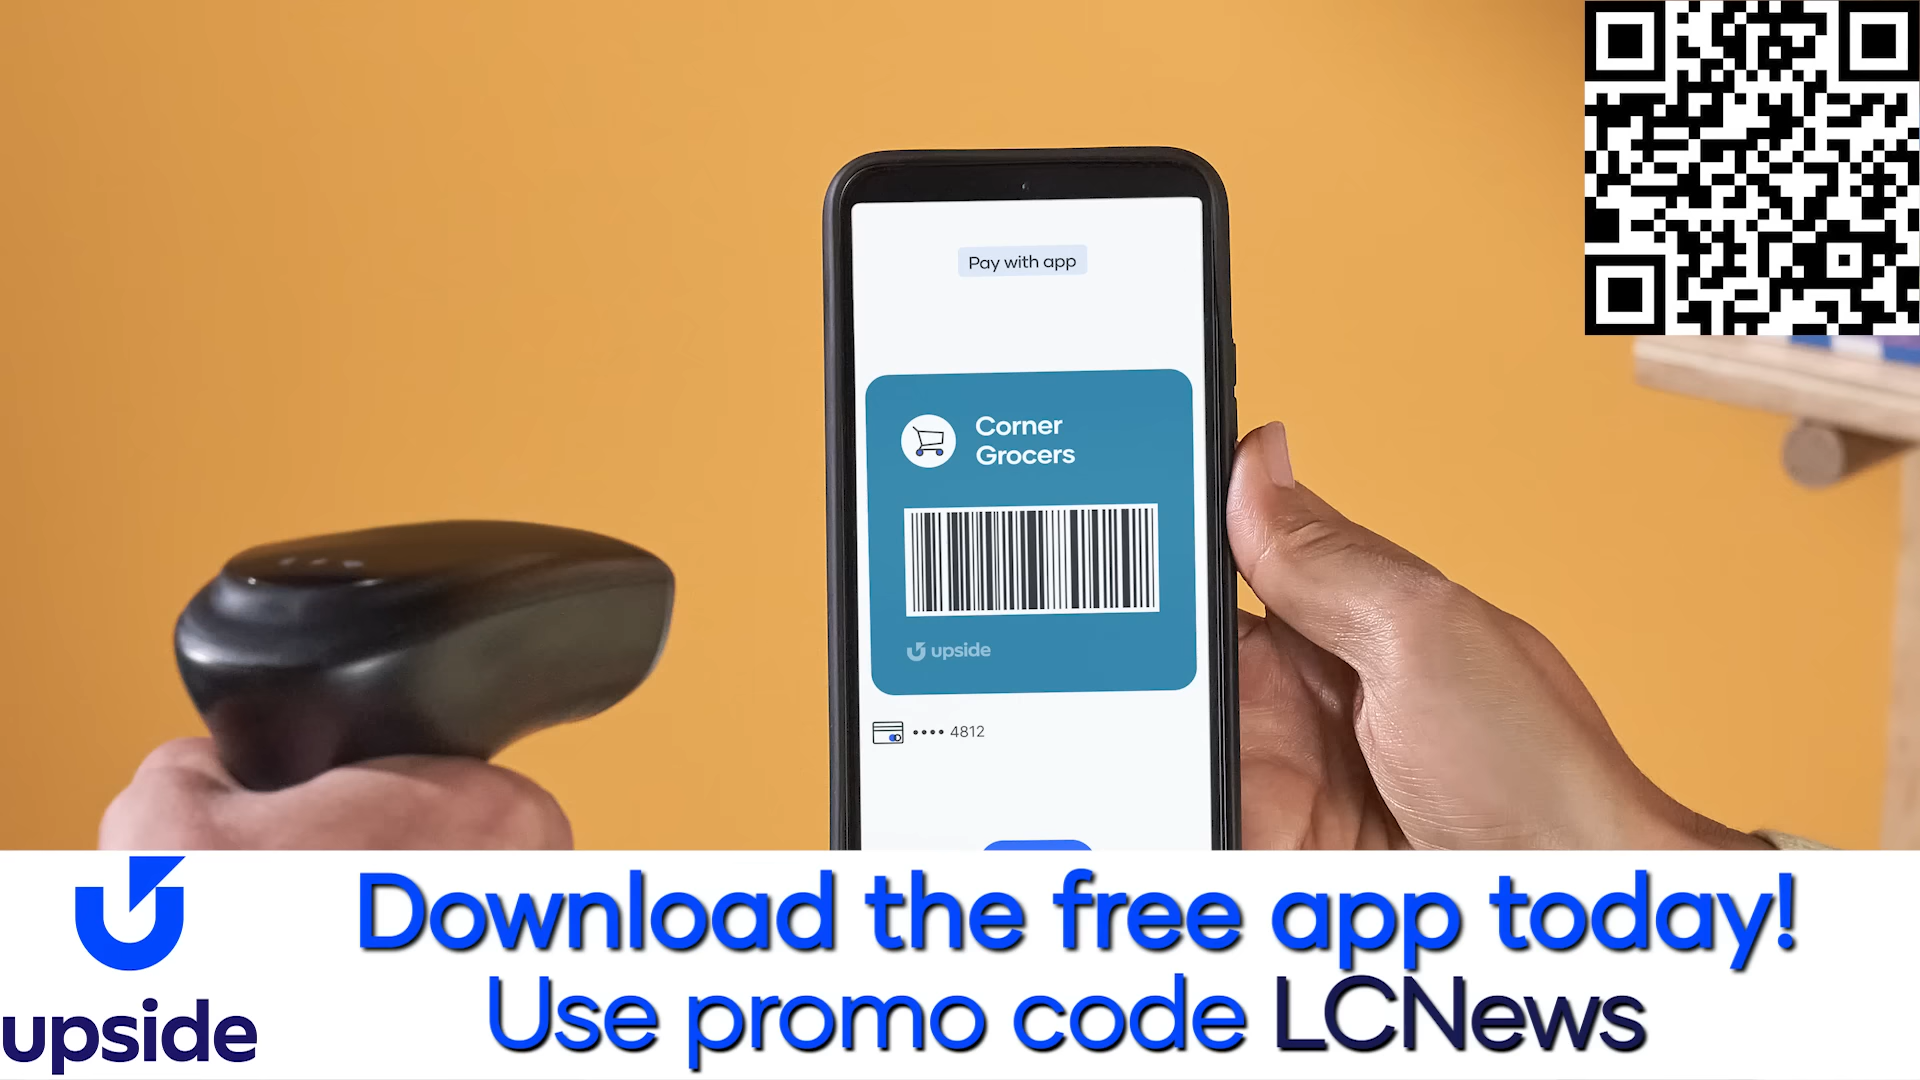 Pay with app
Corner
Grocers
upside
•••• 4812
Download the free app today!
Use promo code LCNews
upside